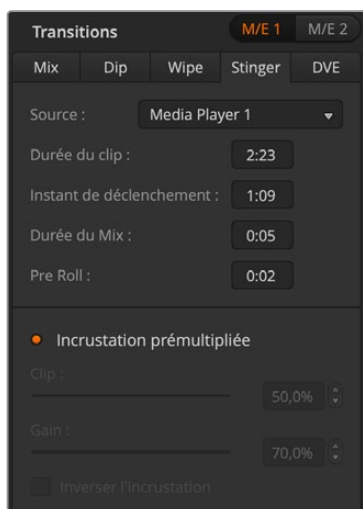 Transitions M/E 1 M/E 2
Mix Dip Wipe Stinger DVE
Source : Media Player 1
Durée du clip : 2:23
Instant de déclenchement : 1:09
Durée du Mix : 0:05
Pre Roll : 0:02
Incrustation prémultipliée
Clip :
50,0%
Gain :
70,0%
Inverser l'incrustation